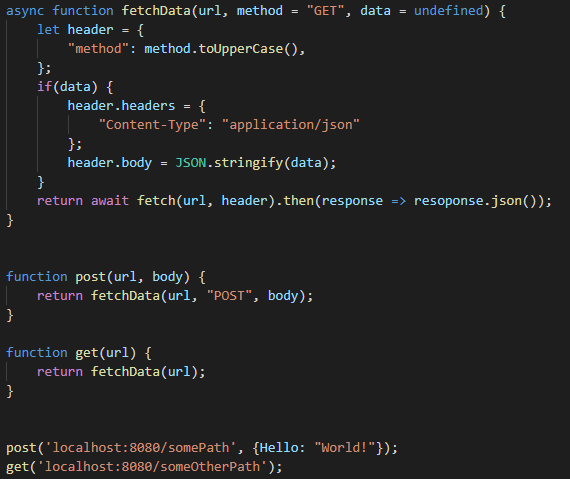 async function fetchData(url, method = "GET", data = undefined) {
    let header = {
        "method": method.toUpperCase(),
    };
    if(data) {
        header.headers = {
            "Content-Type": "application/json"
        };
        header.body = JSON.stringify(data);
    }
    return await fetch(url, header).then(response => resoponse.json());
}

function post(url, body) {
    return fetchData(url, "POST", body);
}

function get(url) {
    return fetchData(url);
}

post('localhost:8080/somePath', {Hello: "World!"});
get('localhost:8080/someOtherPath');